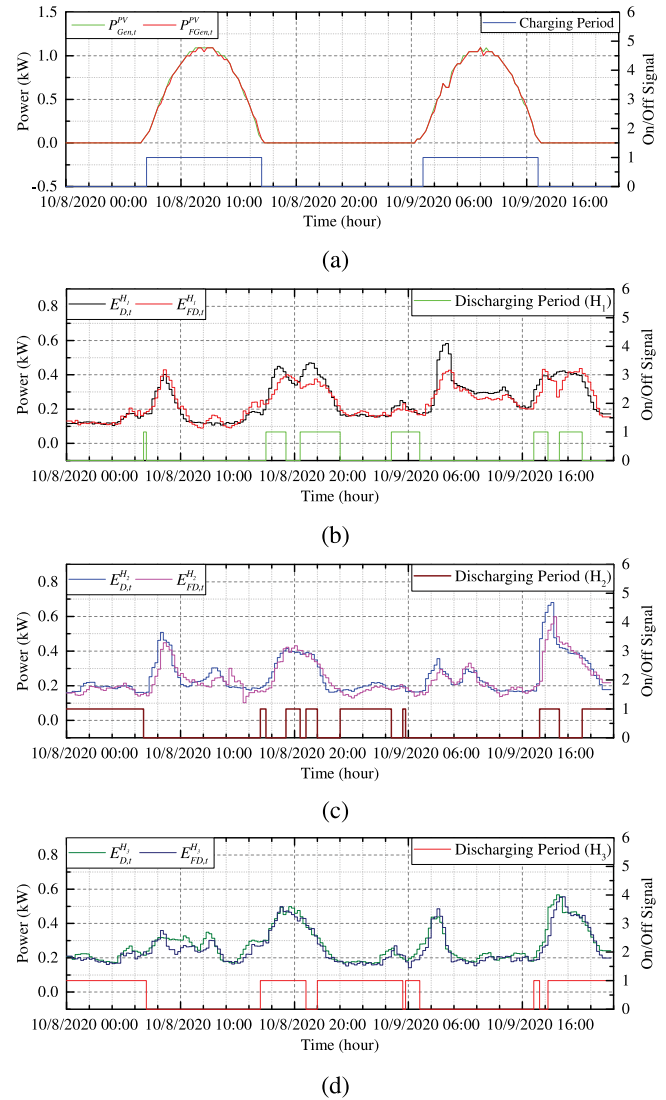 P^{PV}_{Gen,t} P^{PV}_{FGen,t} Charging Period
1.5 1.0 0.5 0.0 -0.5
Power (kW)
6 5 4 3 2 1 0
On/Off Signal
10/8/2020 00:00 10/8/2020 10:00 10/8/2020 20:00 10/9/2020 06:00 10/9/2020 16:00
Time (hour)
(a)
E^{H_1}_{D,t} E^{H_1}_{FD,t} Discharging Period (H_1)
0.8 0.6 0.4 0.2 0.0
Power (kW)
6 5 4 3 2 1 0
On/Off Signal
10/8/2020 00:00 10/8/2020 10:00 10/8/2020 20:00 10/9/2020 06:00 10/9/2020 16:00
Time (hour)
(b)
E^{H_2}_{D,t} E^{H_2}_{FD,t} Discharging Period (H_2)
0.8 0.6 0.4 0.2 0.0
Power (kW)
6 5 4 3 2 1 0
On/Off Signal
10/8/2020 00:00 10/8/2020 10:00 10/8/2020 20:00 10/9/2020 06:00 10/9/2020 16:00
Time (hour)
(c)
E^{H_3}_{D,t} E^{H_3}_{FD,t} Discharging Period (H_3)
0.8 0.6 0.4 0.2 0.0
Power (kW)
6 5 4 3 2 1 0
On/Off Signal
10/8/2020 00:00 10/8/2020 10:00 10/8/2020 20:00 10/9/2020 06:00 10/9/2020 16:00
Time (hour)
(d)